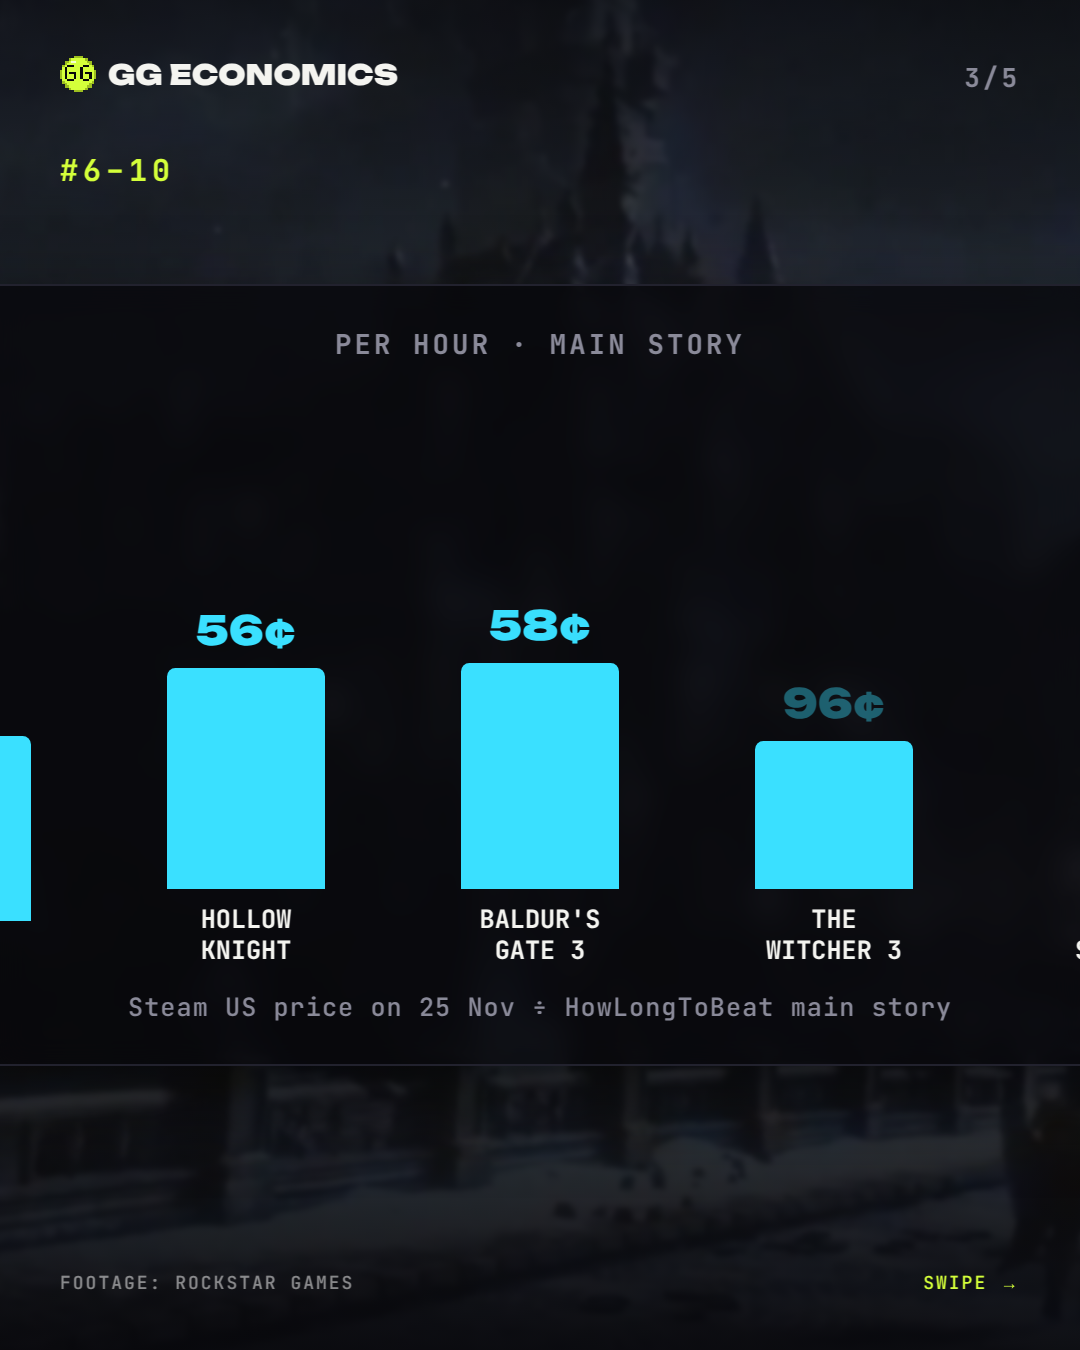 GG GG ECONOMICS
3/5
#6-10
PER HOUR · MAIN STORY
56¢
58¢
96¢
HOLLOW
KNIGHT
BALDUR'S
GATE 3
THE
WITCHER 3
Steam US price on 25 Nov ÷ HowLongToBeat main story
FOOTAGE: ROCKSTAR GAMES
SWIPE →